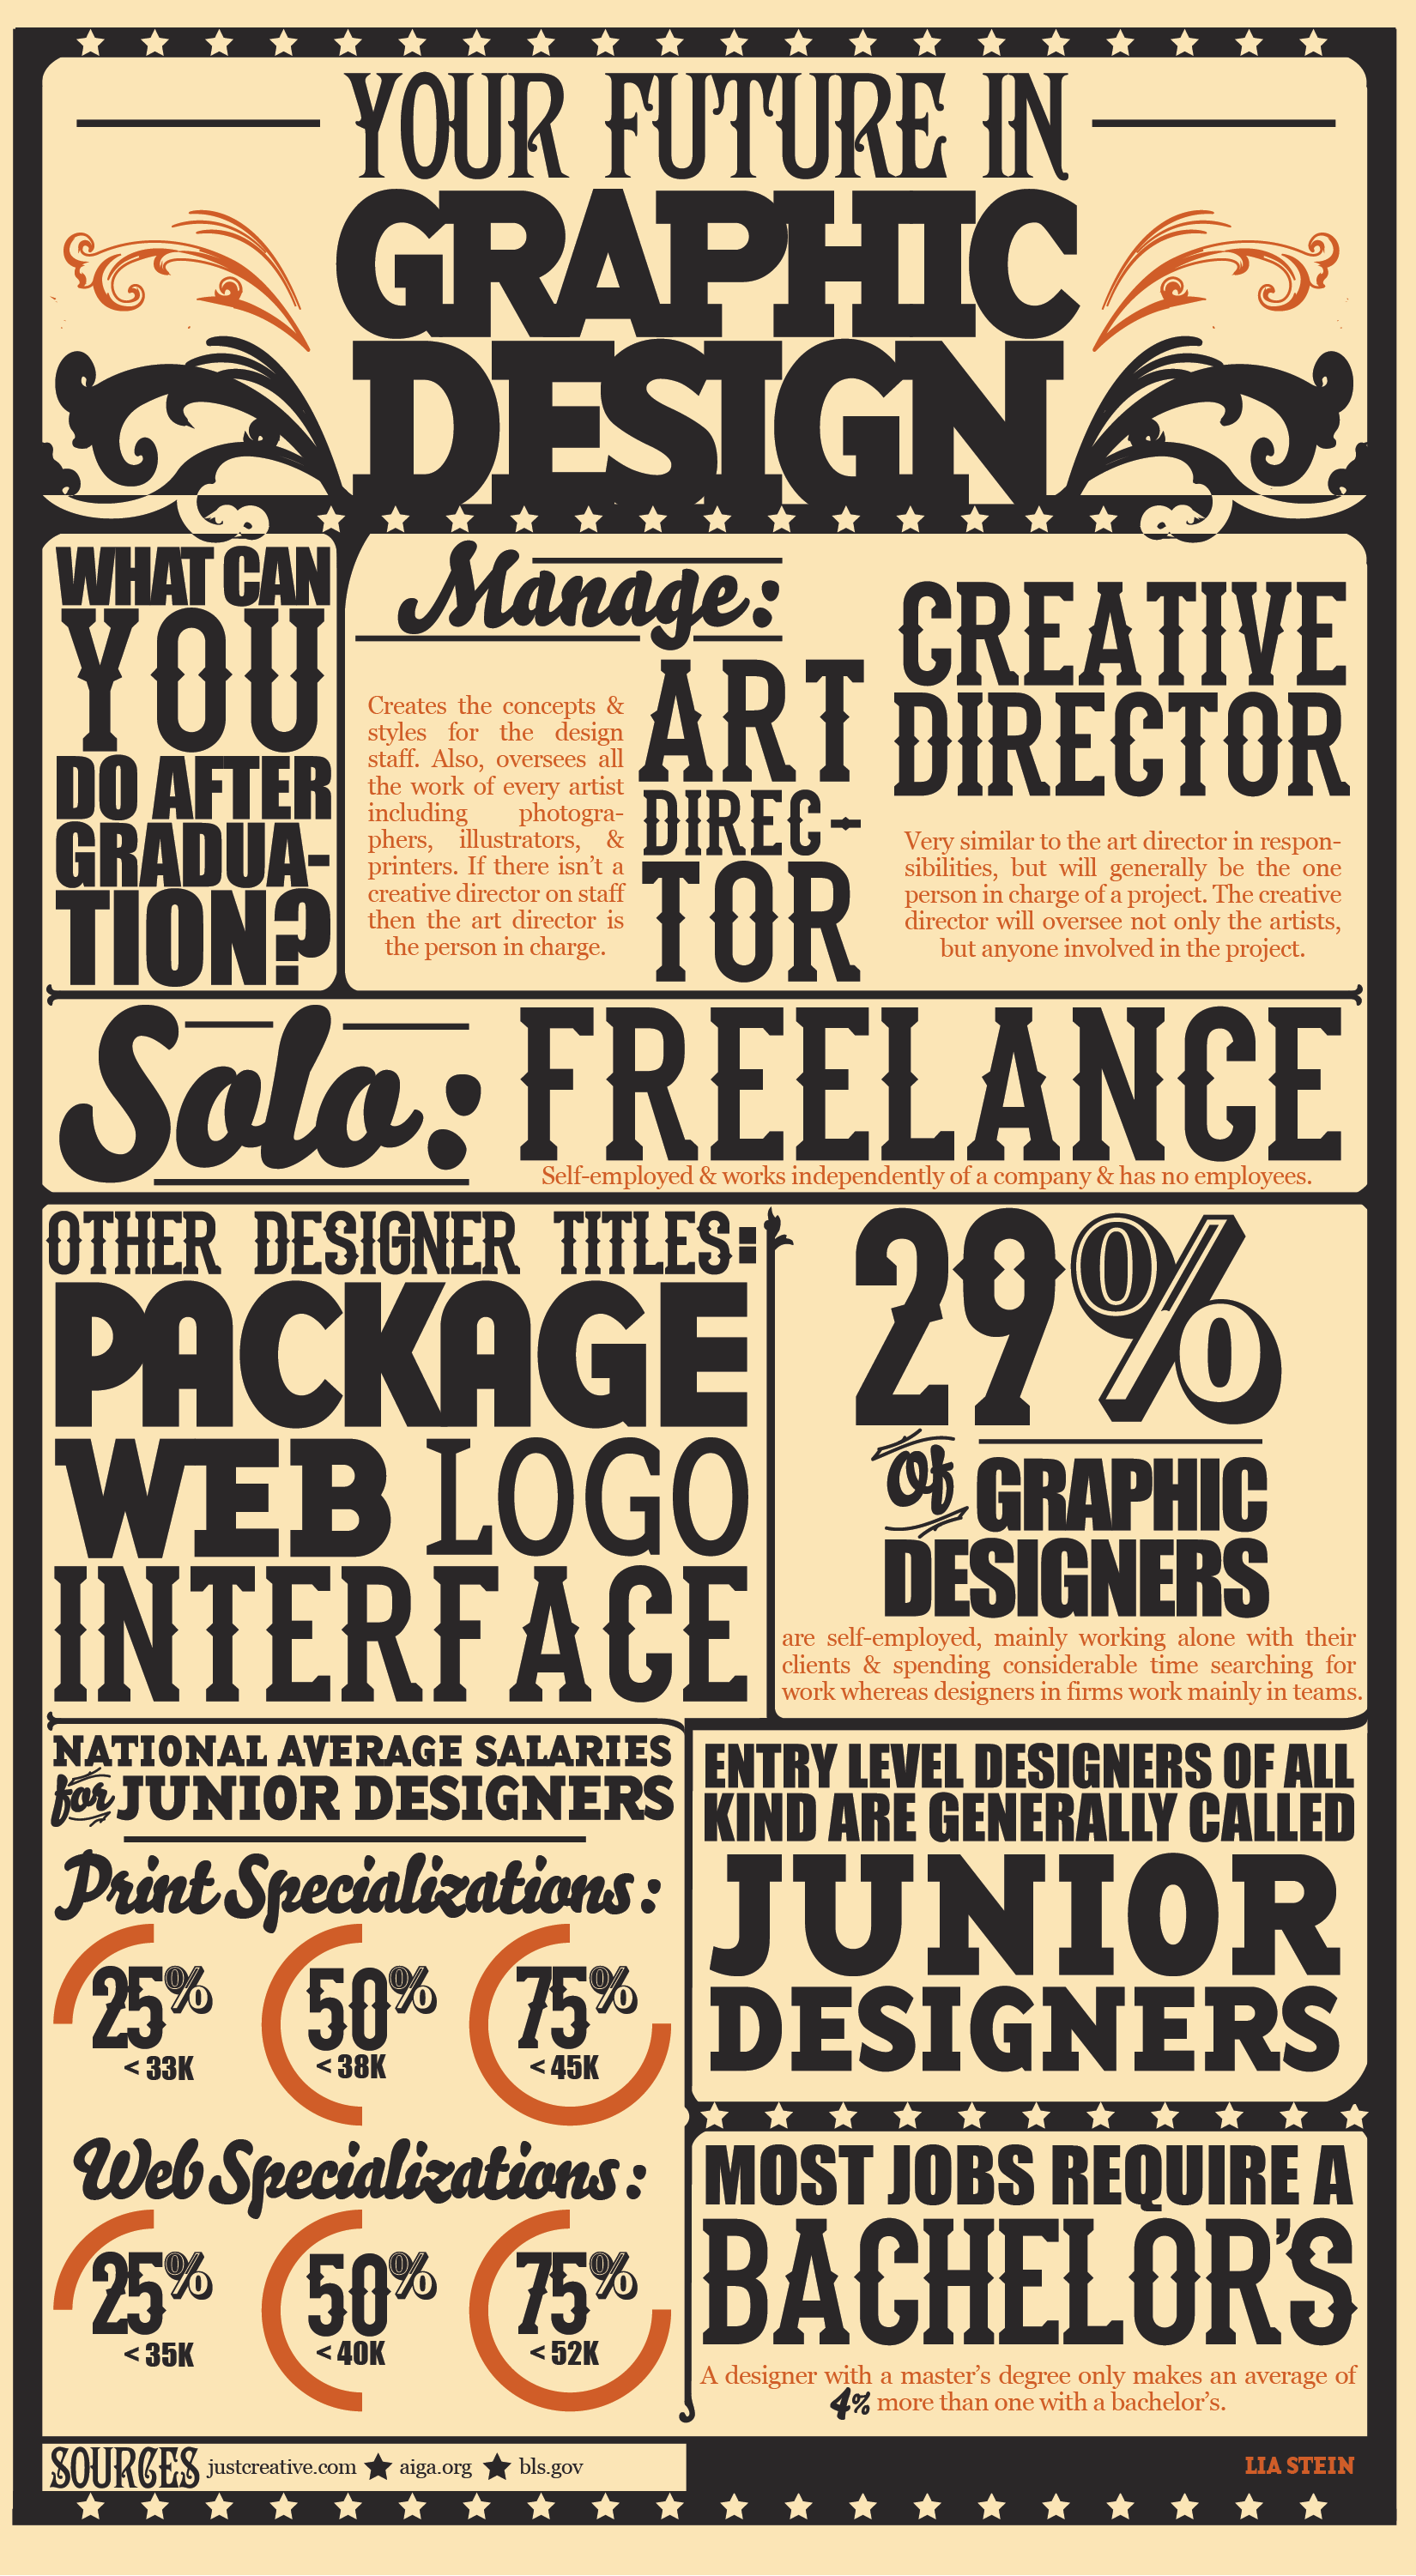 YOUR FUTURE IN
GRAPHIC
DESIGN
WHAT CAN
YOU
DO AFTER
GRADUA-
TION?
Manage:
Creates the concepts &
styles for the design
staff. Also, oversees all
the work of every artist
including photogra-
phers, illustrators, &
printers. If there isn't a
creative director on staff
then the art director is
the person in charge.
ART
DIREC-
TOR
CREATIVE
DIRECTOR
Very similar to the art director in respon-
sibilities, but will generally be the one
person in charge of a project. The creative
director will oversee not only the artists,
but anyone involved in the project.
Solo:
FREELANCE
Self-employed & works independently of a company & has no employees.
OTHER DESIGNER TITLES:
PACKAGE
WEB LOGO
INTERFACE
29%
Of GRAPHIC
DESIGNERS
are self-employed, mainly working alone with their
clients & spending considerable time searching for
work whereas designers in firms work mainly in teams.
NATIONAL AVERAGE SALARIES
for JUNIOR DESIGNERS
Print Specializations:
25% 50% 75%
< 33K < 38K < 45K
Web Specializations:
25% 50% 75%
< 35K < 40K < 52K
ENTRY LEVEL DESIGNERS OF ALL
KIND ARE GENERALLY CALLED
JUNIOR
DESIGNERS
MOST JOBS REQUIRE A
BACHELOR'S
A designer with a master's degree only makes an average of
4% more than one with a bachelor's.
SOURCES justcreative.com ★ aiga.org ★ bls.gov
LIA STEIN